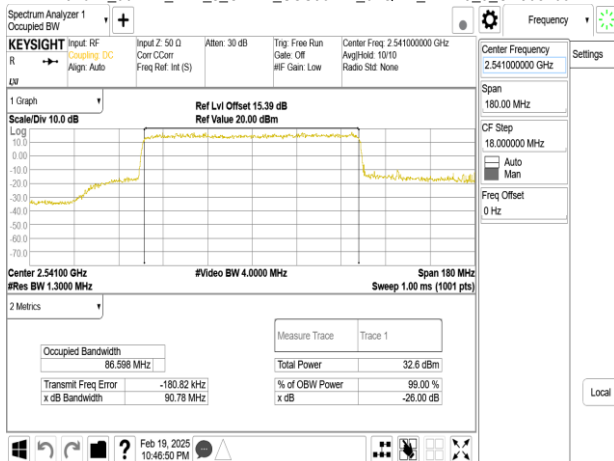 Spectrum Analyzer 1
Occupied BW
+
Frequency
Settings
KEYSIGHT
R
LXI
Input: RF
Coupling: DC
Align: Auto
Input Z: 50 Ω
Corr CCorr
Freq Ref: Int (S)
Atten: 30 dB
Trig: Free Run
Gate: Off
#IF Gain: Low
Center Freq: 2.541000000 GHz
Avg|Hold: 10/10
Radio Std: None
Center Frequency
2.541000000 GHz
Span
180.00 MHz
CF Step
18.000000 MHz
Auto
Man
Freq Offset
0 Hz
Local
1 Graph
Scale/Div 10.0 dB
Ref Lvl Offset 15.39 dB
Ref Value 20.00 dBm
Log
10.0
0.00
-10.0
-20.0
-30.0
-40.0
-50.0
-60.0
-70.0
Center 2.54100 GHz
#Res BW 1.3000 MHz
#Video BW 4.0000 MHz
Span 180 MHz
Sweep 1.00 ms (1001 pts)
2 Metrics
Measure Trace Trace 1
Occupied Bandwidth
86.598 MHz
Total Power 32.6 dBm
Transmit Freq Error -180.82 kHz
% of OBW Power 99.00 %
x dB Bandwidth 90.78 MHz
x dB -26.00 dB
?
Feb 19, 2025
10:46:50 PM